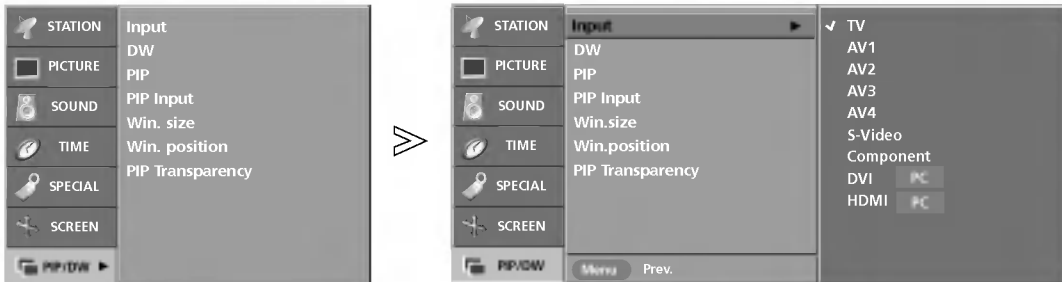 STATION
PICTURE
SOUND
TIME
SPECIAL
SCREEN
PIP/DW
Input
DW
PIP
PIP Input
Win. size
Win. position
PIP Transparency
STATION
PICTURE
SOUND
TIME
SPECIAL
SCREEN
PIP/DW
Input
DW
PIP
PIP Input
Win.size
Win.position
PIP Transparency
Menu Prev.
TV
AV1
AV2
AV3
AV4
S-Video
Component
DVI PC
HDMI PC